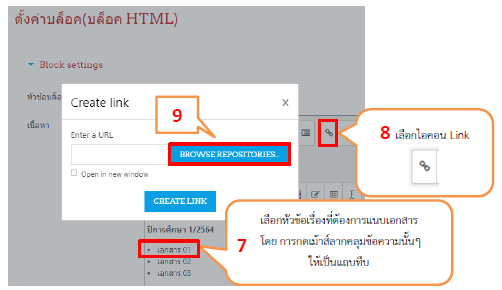 ตั้งค่าบล็อค(บล็อค HTML)
Block settings
หัวข้อบล็อ
Create link
x
9
เนื้อหา
Enter a URL
BROWSE REPOSITORIES...
Open in new window
CREATE LINK
8 เลือกไอคอน Link
ปีการศึกษา 1/2564
เอกสาร 01
เอกสาร 02
เอกสาร 03
7
เลือกหัวข้อเรื่องที่ต้องการแนบเอกสาร
โดย การกดเม้าส์ลากคลุมข้อความนั้นๆ
ให้เป็นแถบทึบ